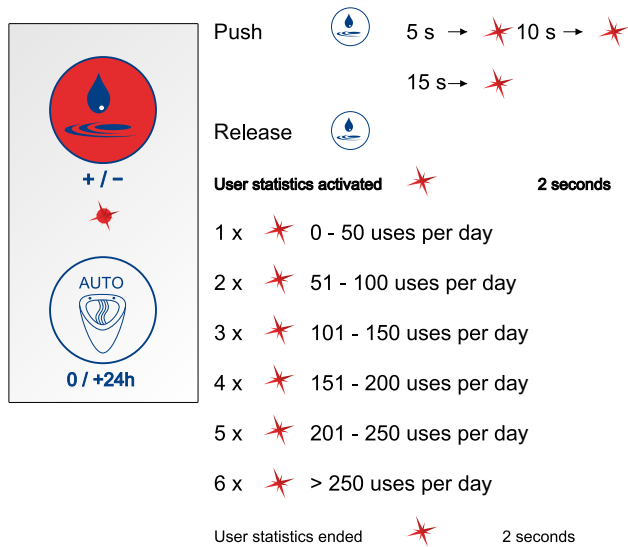 Push 5 s → 10 s →
15 s→
Release
+ / −
User statistics activated 2 seconds
1 x 0 - 50 uses per day
AUTO
2 x 51 - 100 uses per day
3 x 101 - 150 uses per day
0 / +24h
4 x 151 - 200 uses per day
5 x 201 - 250 uses per day
6 x > 250 uses per day
User statistics ended 2 seconds